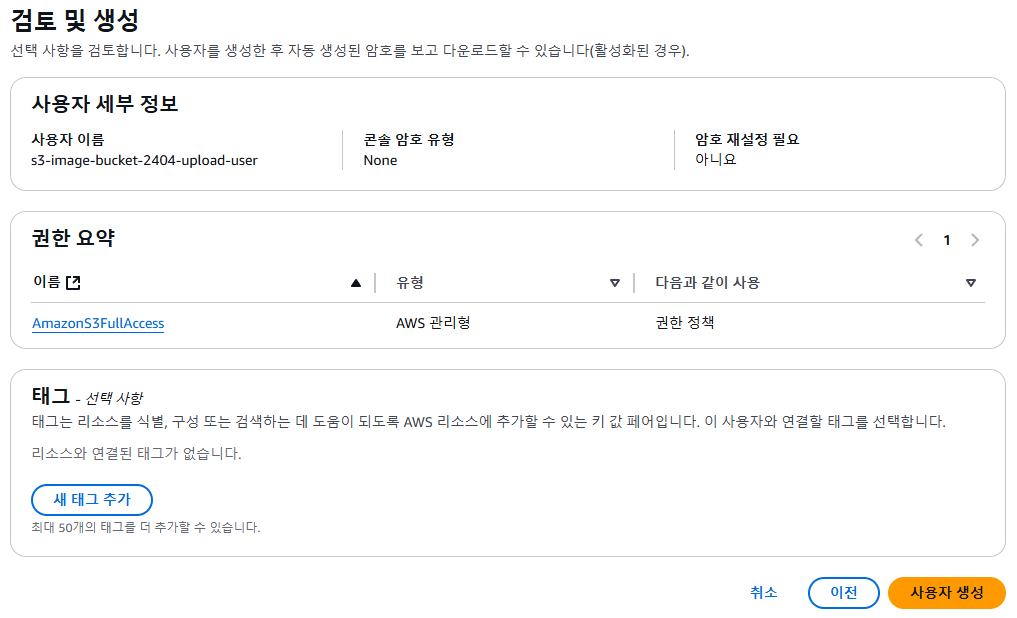 검토 및 생성
선택 사항을 검토합니다. 사용자를 생성한 후 자동 생성된 암호를 보고 다운로드할 수 있습니다(활성화된 경우).
사용자 세부 정보
사용자 이름
s3-image-bucket-2404-upload-user
콘솔 암호 유형
None
암호 재설정 필요
아니요
권한 요약
1
이름 유형 다음과 같이 사용
AmazonS3FullAccess AWS 관리형 권한 정책
태그 - 선택 사항
태그는 리소스를 식별, 구성 또는 검색하는 데 도움이 되도록 AWS 리소스에 추가할 수 있는 키 값 페어입니다. 이 사용자와 연결할 태그를 선택합니다.
리소스와 연결된 태그가 없습니다.
새 태그 추가
최대 50개의 태그를 더 추가할 수 있습니다.
취소 이전 사용자 생성